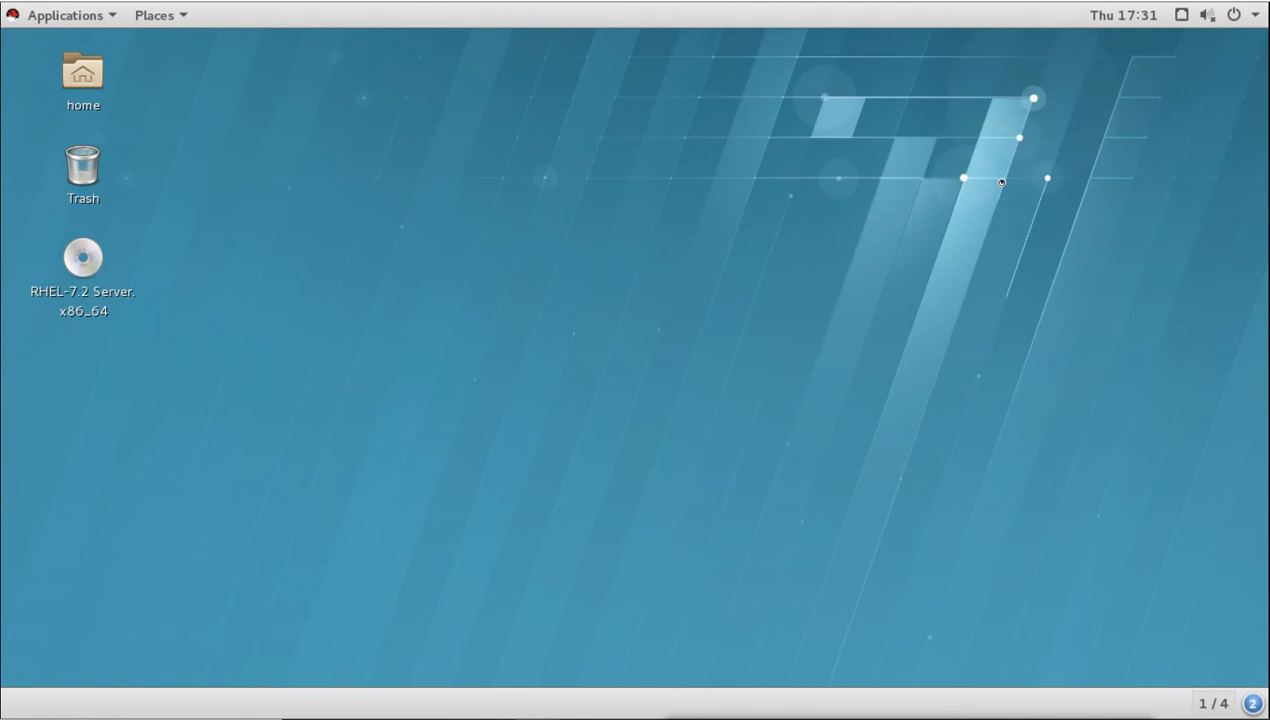 Applications Places Thu 17:31
home
Trash
RHEL-7.2 Server.
x86_64
1 / 4 2